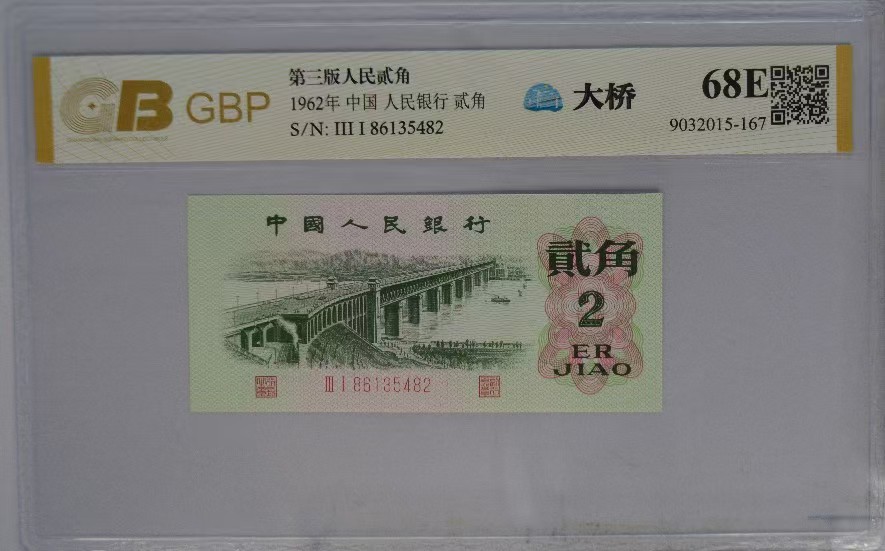 GB GBP
第三版人民贰角
1962年 中国 人民银行 贰角
S/N: III I 86135482
大桥
68E
9032015-167
中國人民銀行
貳角
2
ER
JIAO
III I 86135482